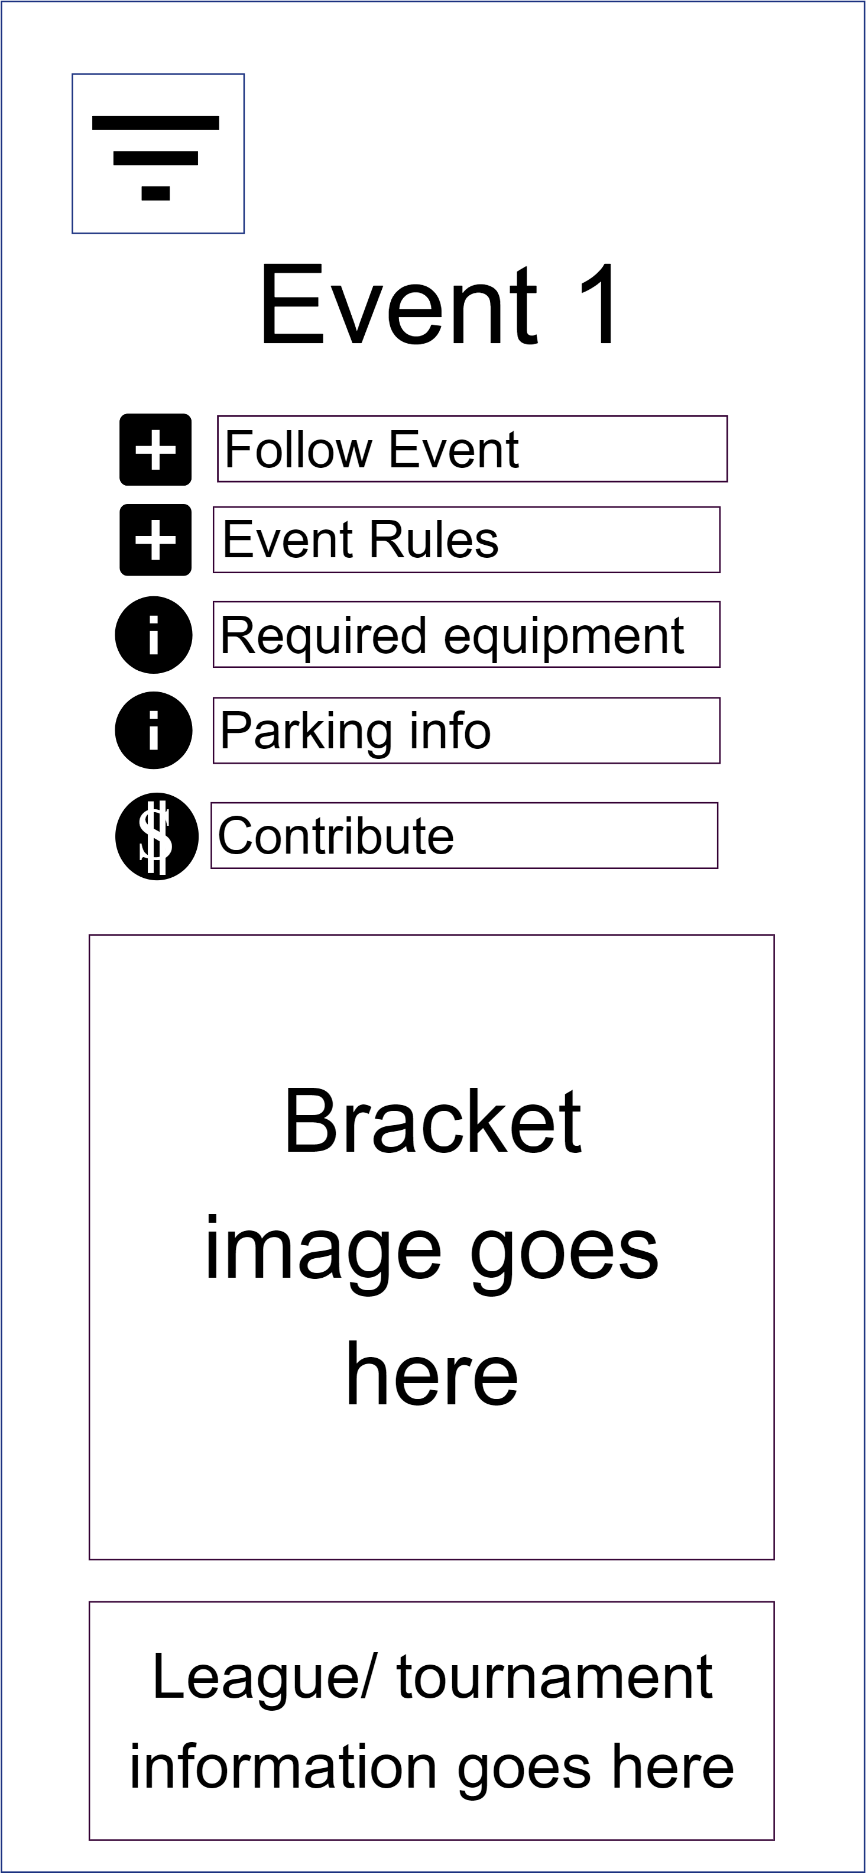 Event 1
Follow Event
Event Rules
Required equipment
Parking info
Contribute
Bracket
image goes
here
League/ tournament
information goes here